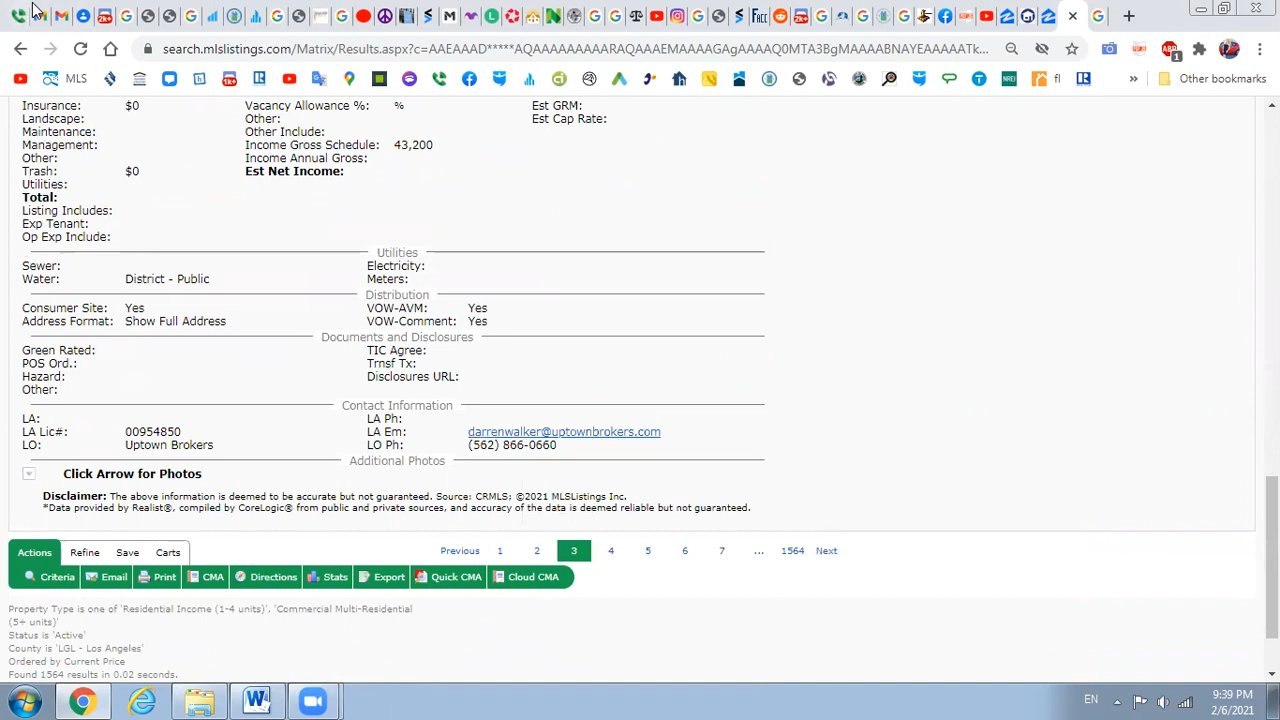 search.mlslistings.com/Matrix/Results.aspx?c=AAEAAAD*****AQAAAAAAAAARAQAAAEMAAAAGAgAAAAQ0MTA3BgMAAAABNAYEAAAAATk...
MLS
fl
»
Other bookmarks
Insurance: $0 Vacancy Allowance %: % Est GRM:
Landscape: Other: Est Cap Rate:
Maintenance: Other Include:
Management: Income Gross Schedule: 43,200
Other: Income Annual Gross:
Trash: $0 Est Net Income:
Utilities:
Total:
Listing Includes:
Exp Tenant:
Op Exp Include:
Utilities
Sewer: Electricity:
Water: District - Public Meters:
Distribution
Consumer Site: Yes VOW-AVM: Yes
Address Format: Show Full Address VOW-Comment: Yes
Documents and Disclosures
Green Rated: TIC Agree:
POS Ord.: Trnsf Tx:
Hazard: Disclosures URL:
Other:
Contact Information
LA: LA Ph:
LA Lic#: 00954850 LA Em: darrenwalker@uptownbrokers.com
LO: Uptown Brokers LO Ph: (562) 866-0660
Additional Photos
Click Arrow for Photos
Disclaimer: The above information is deemed to be accurate but not guaranteed. Source: CRMLS; ©2021 MLSListings Inc.
*Data provided by Realist®, compiled by CoreLogic® from public and private sources, and accuracy of the data is deemed reliable but not guaranteed.
Actions Refine Save Carts Previous 1 2 3 4 5 6 7 ... 1564 Next
Criteria Email Print CMA Directions Stats Export Quick CMA Cloud CMA
Property Type is one of 'Residential Income (1-4 units)', 'Commercial Multi-Residential
(5+ units)'
Status is 'Active'
County is 'LGL - Los Angeles'
Ordered by Current Price
Found 1564 results in 0.02 seconds.
EN
9:39 PM
2/6/2021